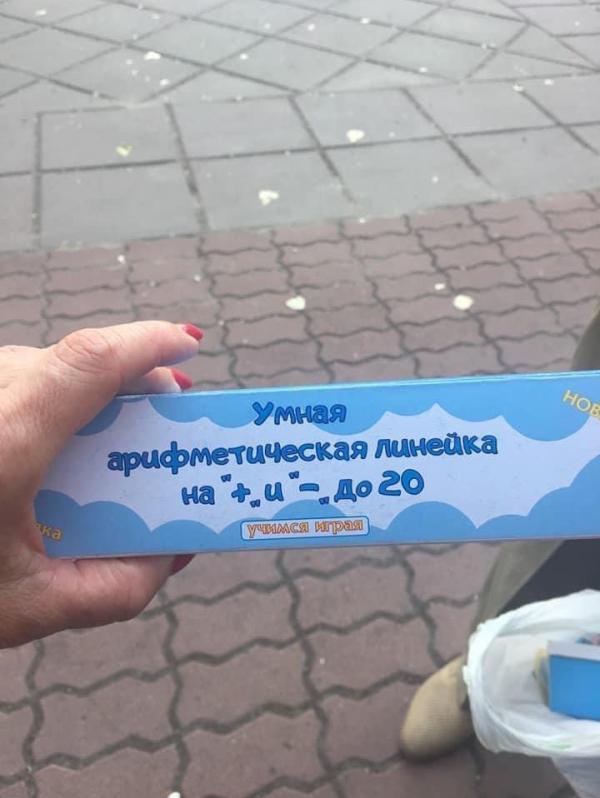 Умная
арифметическая линейка
на "+„ и "-„ до 20
учимся играя